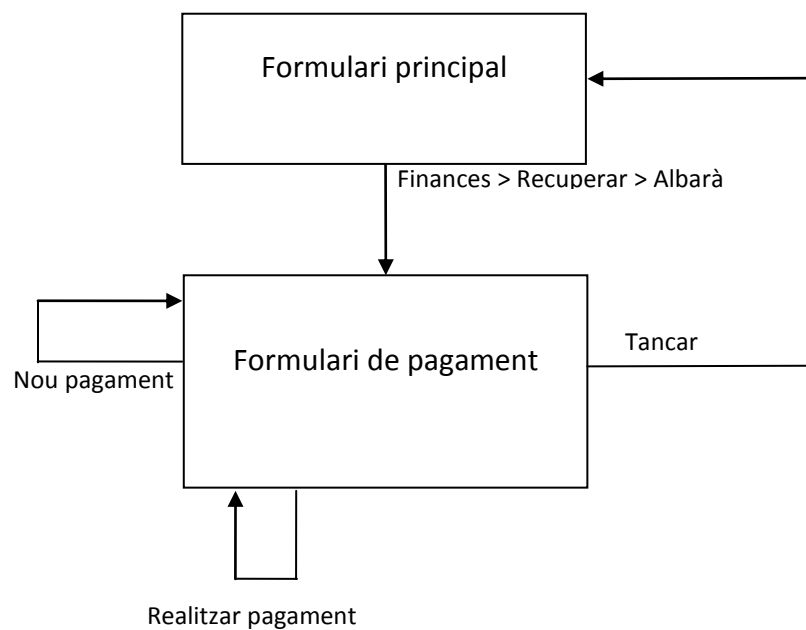 Formulari principal
Finances > Recuperar > Albarà
Formulari de pagament
Tancar
Nou pagament
Realitzar pagament